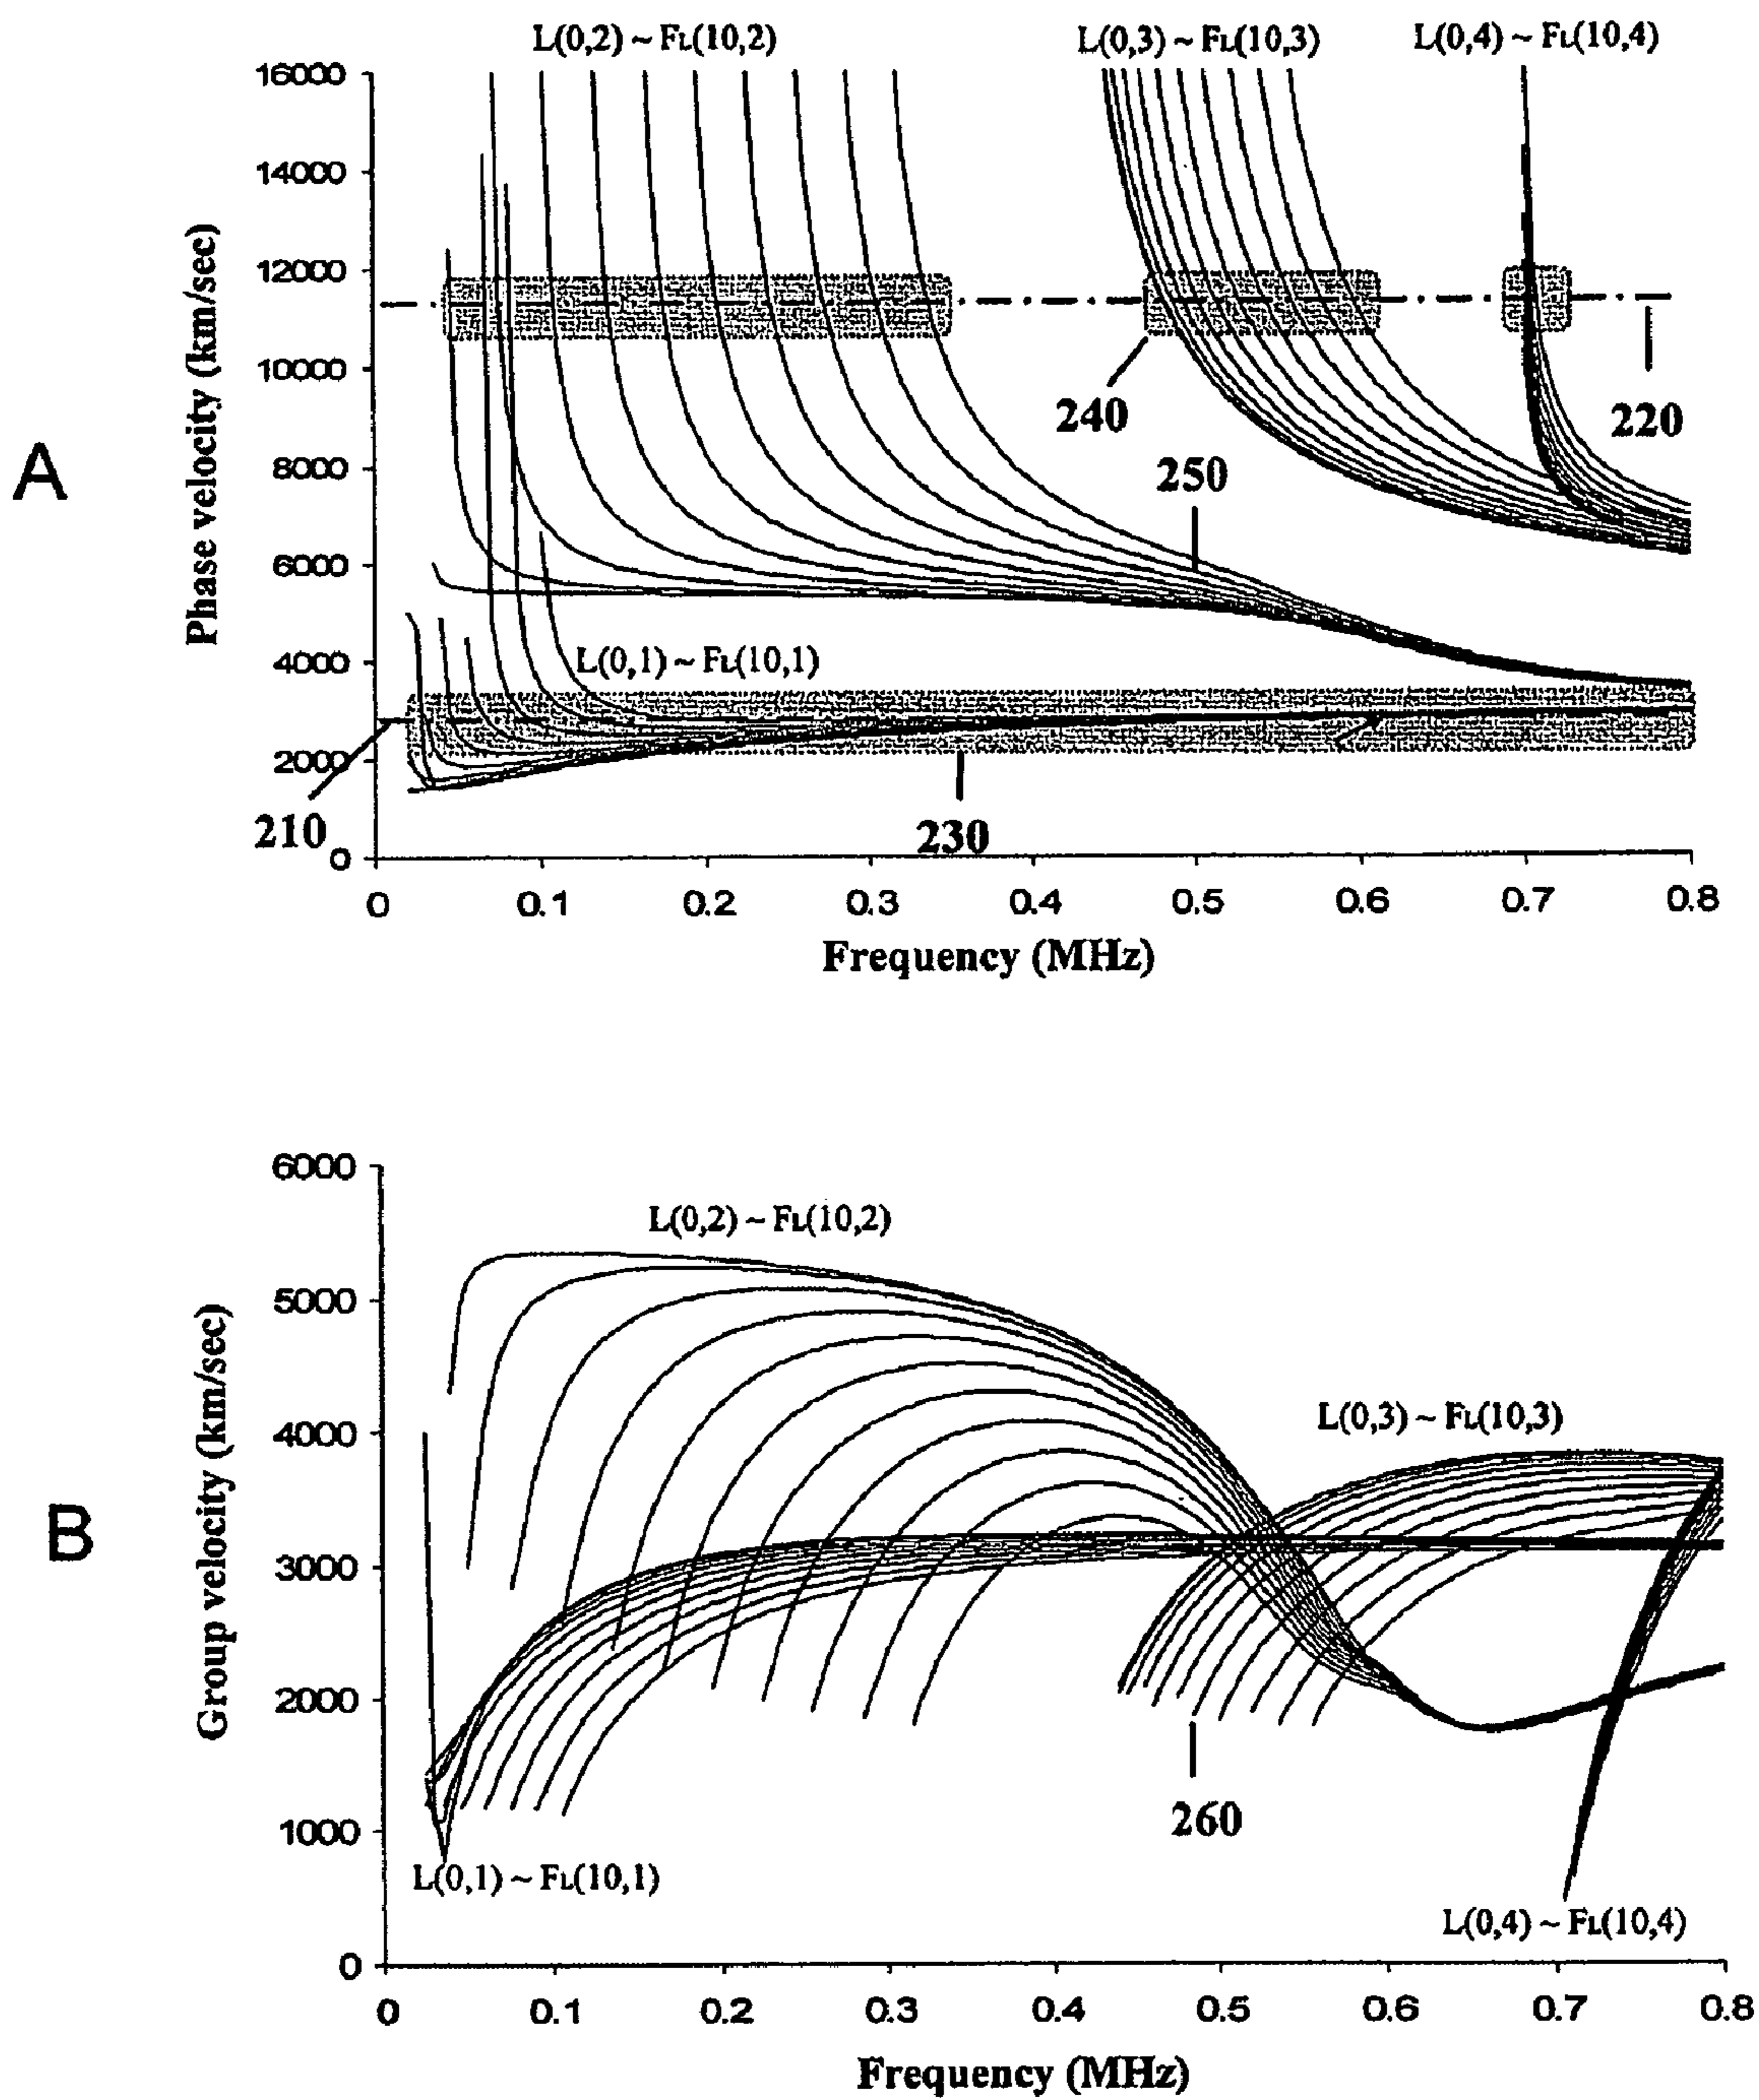 L(0,2) ~ FL(10,2) L(0,3) ~ FL(10,3) L(0,4) ~ FL(10,4)
16000
14000
12000
10000
8000
6000
4000
2000
0
Phase velocity (km/sec)
A
240
220
250
L(0,1) ~ FL(10,1)
210
230
0 0.1 0.2 0.3 0.4 0.5 0.6 0.7 0.8
Frequency (MHz)
6000
5000
4000
3000
2000
1000
0
Group velocity (km/sec)
B
L(0,2) ~ FL(10,2)
L(0,3) ~ FL(10,3)
260
L(0,1) ~ FL(10,1)
L(0,4) ~ FL(10,4)
0 0.1 0.2 0.3 0.4 0.5 0.6 0.7 0.8
Frequency (MHz)